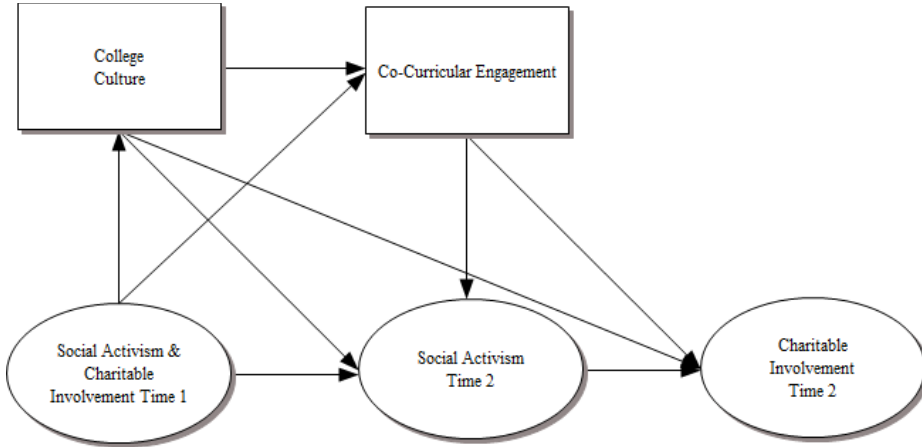 College
Culture
Co-Curricular Engagement
Social Activism &
Charitable
Involvement Time 1
Social Activism
Time 2
Charitable
Involvement
Time 2